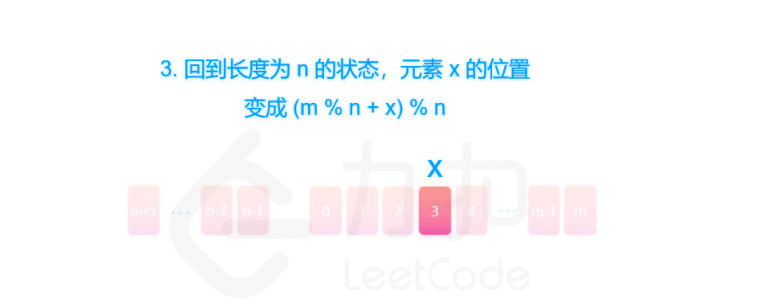 3. 回到长度为 n 的状态，元素 x 的位置
变成 (m % n + x) % n
X
m+1 ... n-2 n-1 0 1 2 3 4 ... m-1 m
力扣
LeetCode